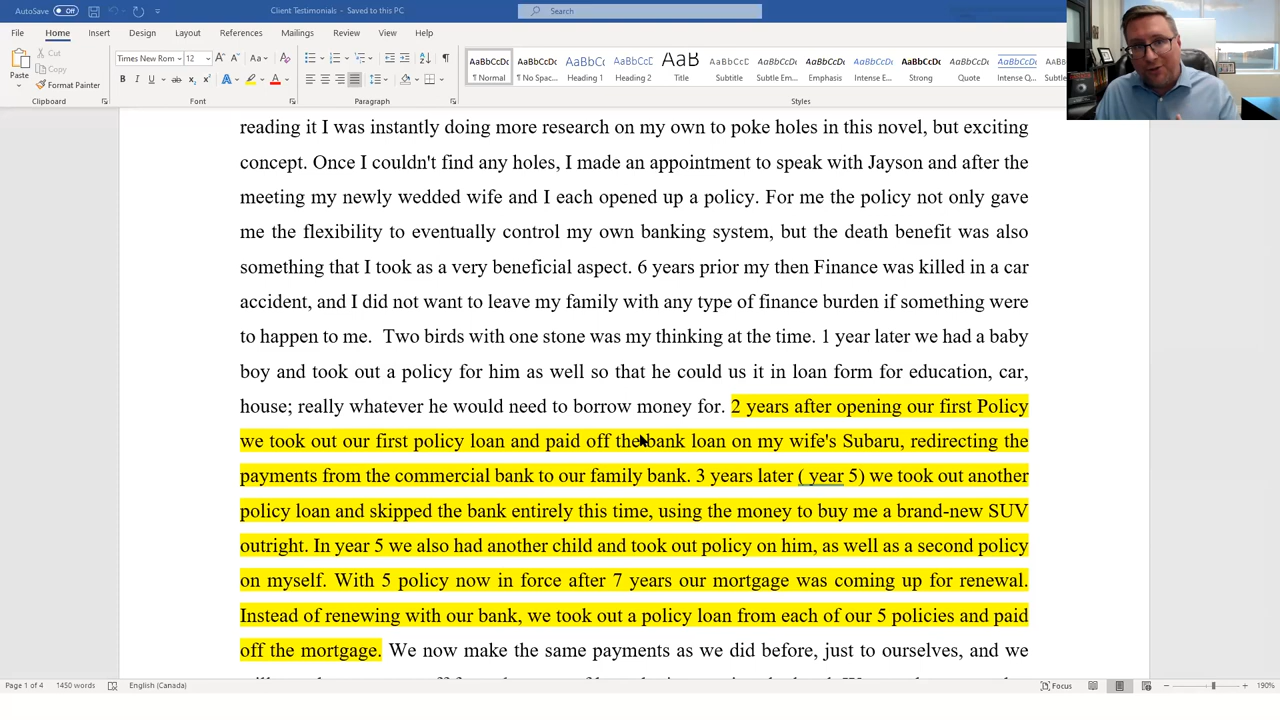 AutoSave Off Client Testimonials - Saved to this PC Search
File Home Insert Design Layout References Mailings Review View Help
Paste Cut Copy Format Painter
Times New Rom 12 Aa
B I U ab x₂ x² A A
AaBbCcDc AaBbCcDc AaBbCc AaBbCcD AaB AaBbCcD AaBbCcDc AaBbCcDc AaBbCcDc AaBbCcDc AaBbCcDc AaBbCcDc
¶ Normal ¶ No Spac... Heading 1 Heading 2 Title Subtitle Subtle Em... Emphasis Intense E... Strong Quote Intense Q...
Clipboard Font Paragraph Styles
reading it I was instantly doing more research on my own to poke holes in this novel, but exciting
concept. Once I couldn't find any holes, I made an appointment to speak with Jayson and after the
meeting my newly wedded wife and I each opened up a policy. For me the policy not only gave
me the flexibility to eventually control my own banking system, but the death benefit was also
something that I took as a very beneficial aspect. 6 years prior my then Finance was killed in a car
accident, and I did not want to leave my family with any type of finance burden if something were
to happen to me. Two birds with one stone was my thinking at the time. 1 year later we had a baby
boy and took out a policy for him as well so that he could us it in loan form for education, car,
house; really whatever he would need to borrow money for. 2 years after opening our first Policy
we took out our first policy loan and paid off the bank loan on my wife's Subaru, redirecting the
payments from the commercial bank to our family bank. 3 years later ( year 5) we took out another
policy loan and skipped the bank entirely this time, using the money to buy me a brand-new SUV
outright. In year 5 we also had another child and took out policy on him, as well as a second policy
on myself. With 5 policy now in force after 7 years our mortgage was coming up for renewal.
Instead of renewing with our bank, we took out a policy loan from each of our 5 policies and paid
off the mortgage. We now make the same payments as we did before, just to ourselves, and we
Page 1 of 4 1450 words English (Canada) Focus 190%